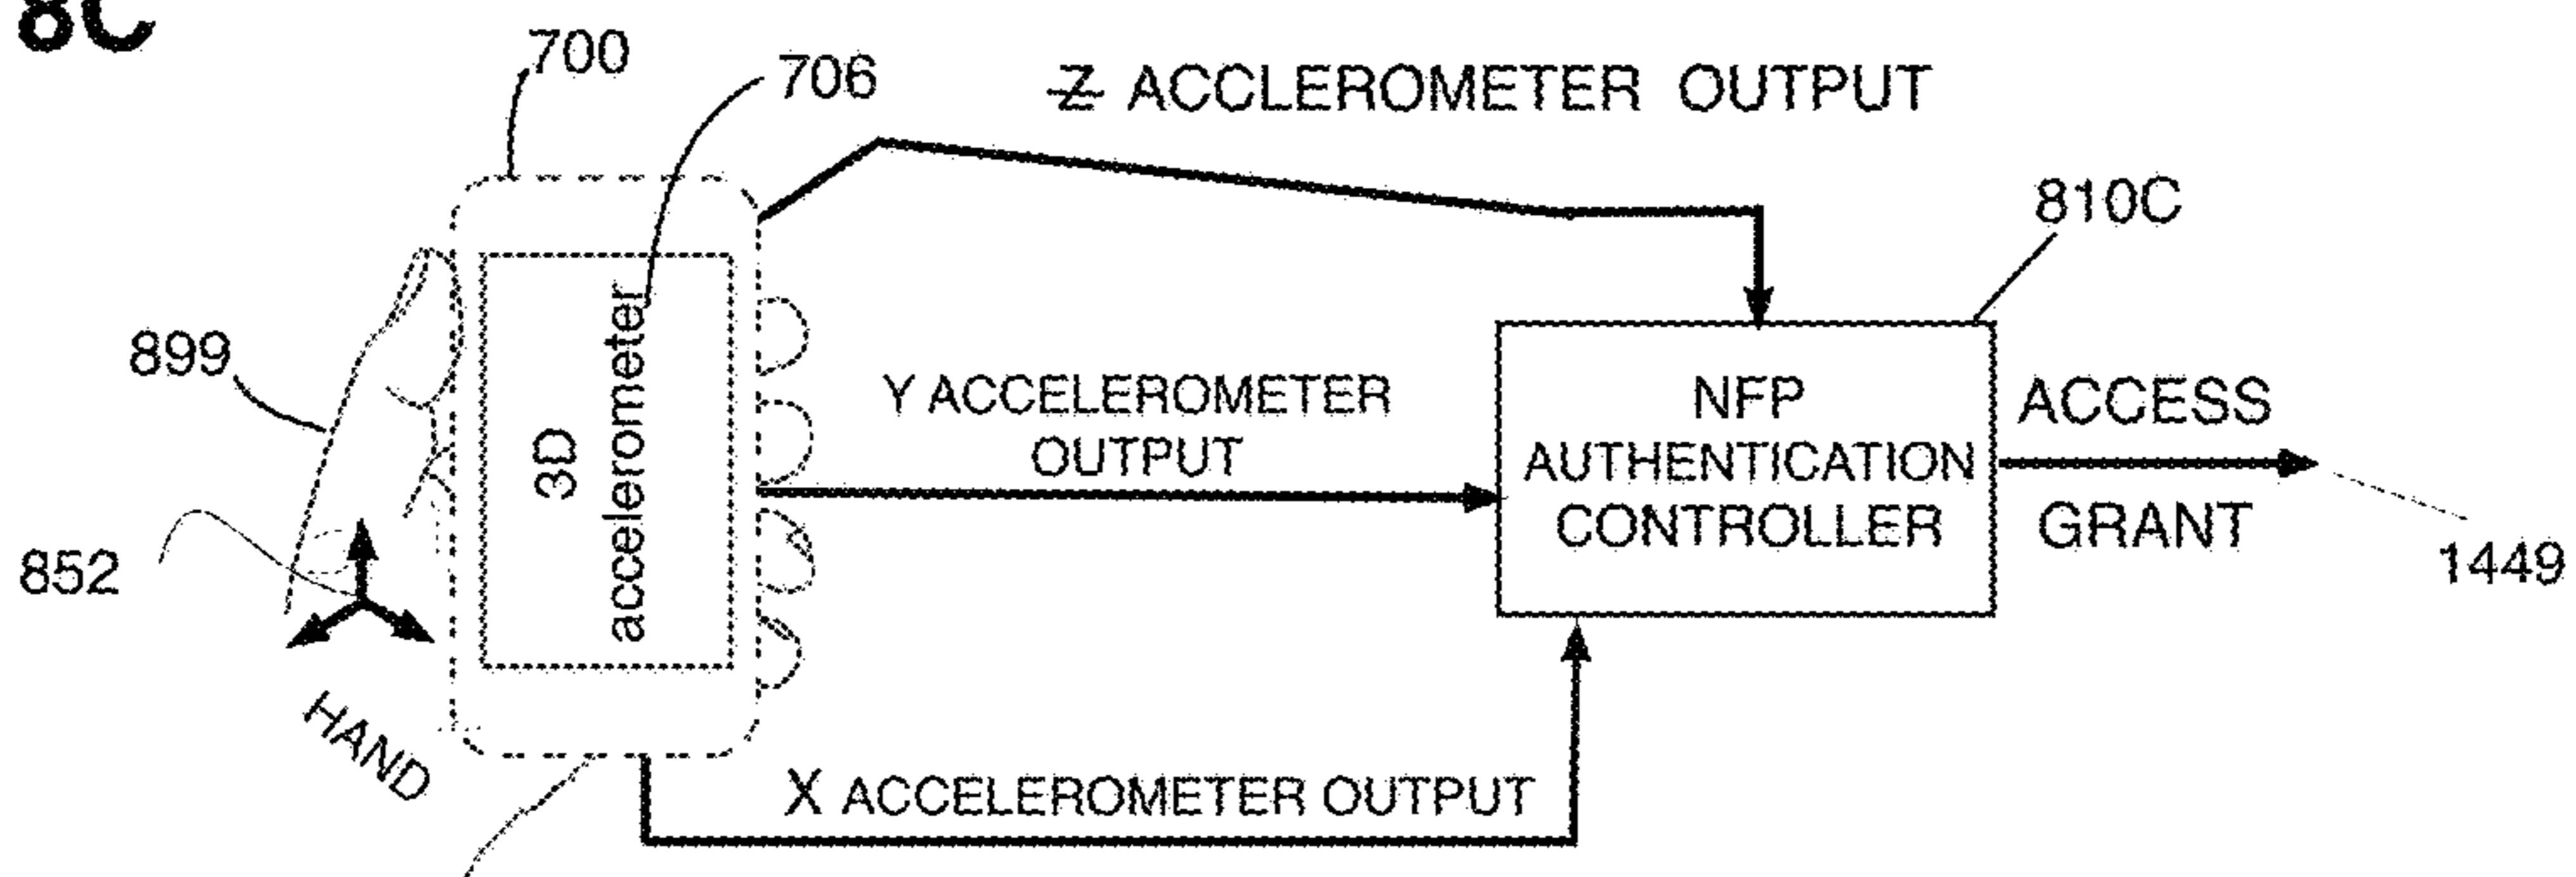 8C
700
706
Z ACCLEROMETER OUTPUT
810C
899
3D
accelerometer
Y ACCELEROMETER
OUTPUT
NFP
AUTHENTICATION
CONTROLLER
ACCESS
GRANT
852
1449
HAND
X ACCELEROMETER OUTPUT